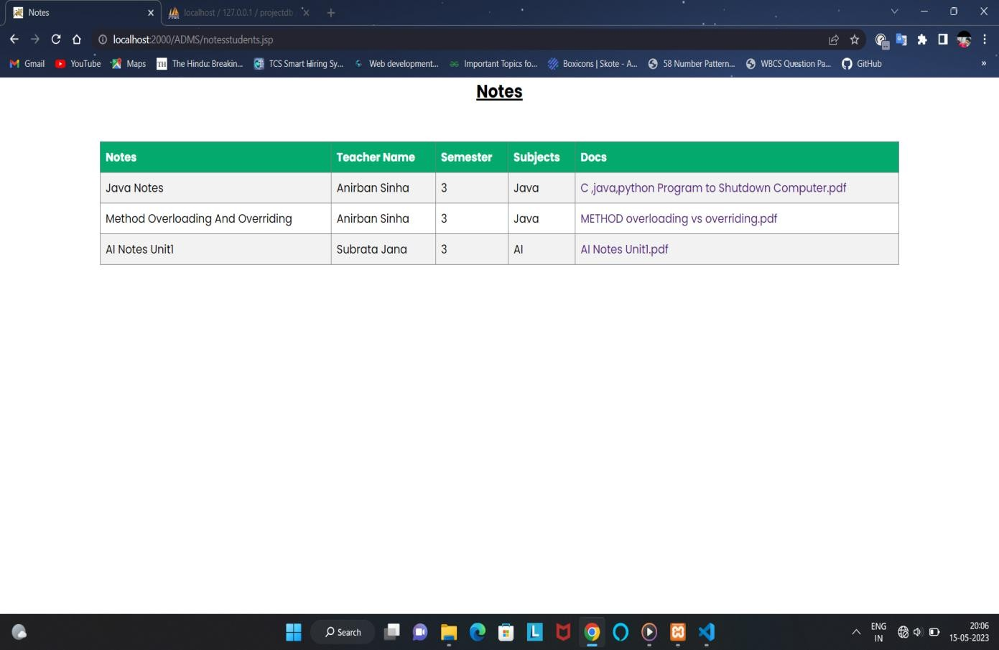 Notes
localhost / 127.0.0.1 / projectdb
localhost:2000/ADMS/notesstudents.jsp
Gmail YouTube Maps TH The Hindu: Breakin... TCS Smart Hiring Sy... Web development... Important Topics fo... Boxicons | Skote - A... 58 Number Pattern... WBCS Question Pa... GitHub »
Notes
Notes Teacher Name Semester Subjects Docs
Java Notes Anirban Sinha 3 Java C ,java,python Program to Shutdown Computer.pdf
Method Overloading And Overriding Anirban Sinha 3 Java METHOD overloading vs overriding.pdf
AI Notes Unit1 Subrata Jana 3 AI AI Notes Unit1.pdf
Search L ENG 20:06
IN 15-05-2023